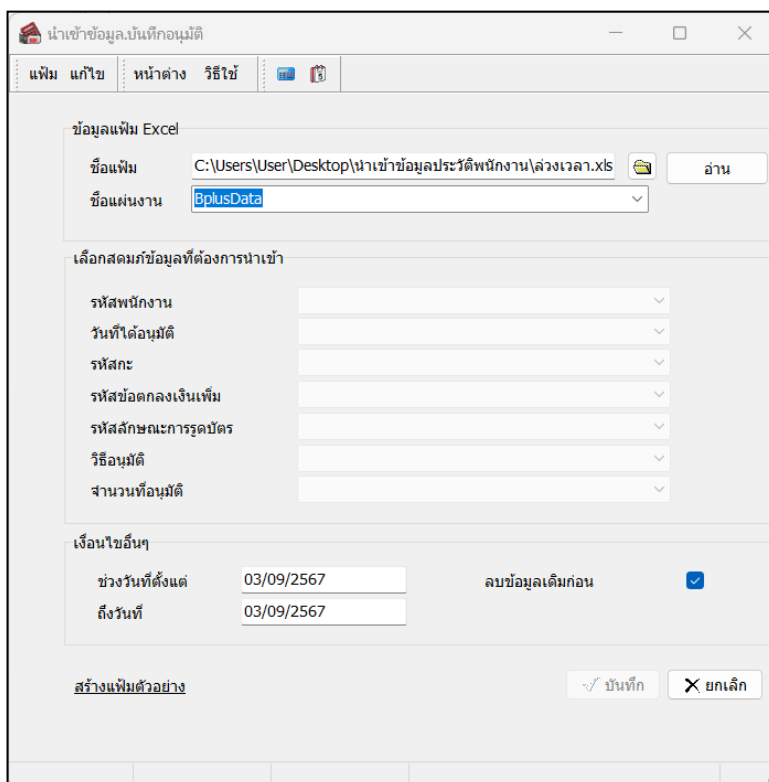 นำเข้าข้อมูล.บันทึกอนุมัติ
แฟ้ม แก้ไข หน้าต่าง วิธีใช้
ข้อมูลแฟ้ม Excel
ชื่อแฟ้ม C:\Users\User\Desktop\นำเข้าข้อมูลประวัติพนักงาน\ล่วงเวลา.xls อ่าน
ชื่อแผ่นงาน BplusData
เลือกสดมภ์ข้อมูลที่ต้องการนำเข้า
รหัสพนักงาน
วันที่ได้อนุมัติ
รหัสกะ
รหัสข้อตกลงเงินเพิ่ม
รหัสลักษณะการรูดบัตร
วิธีอนุมัติ
จำนวนที่อนุมัติ
เงื่อนไขอื่นๆ
ช่วงวันที่ตั้งแต่ 03/09/2567 ลบข้อมูลเดิมก่อน
ถึงวันที่ 03/09/2567
สร้างแฟ้มตัวอย่าง บันทึก ยกเลิก